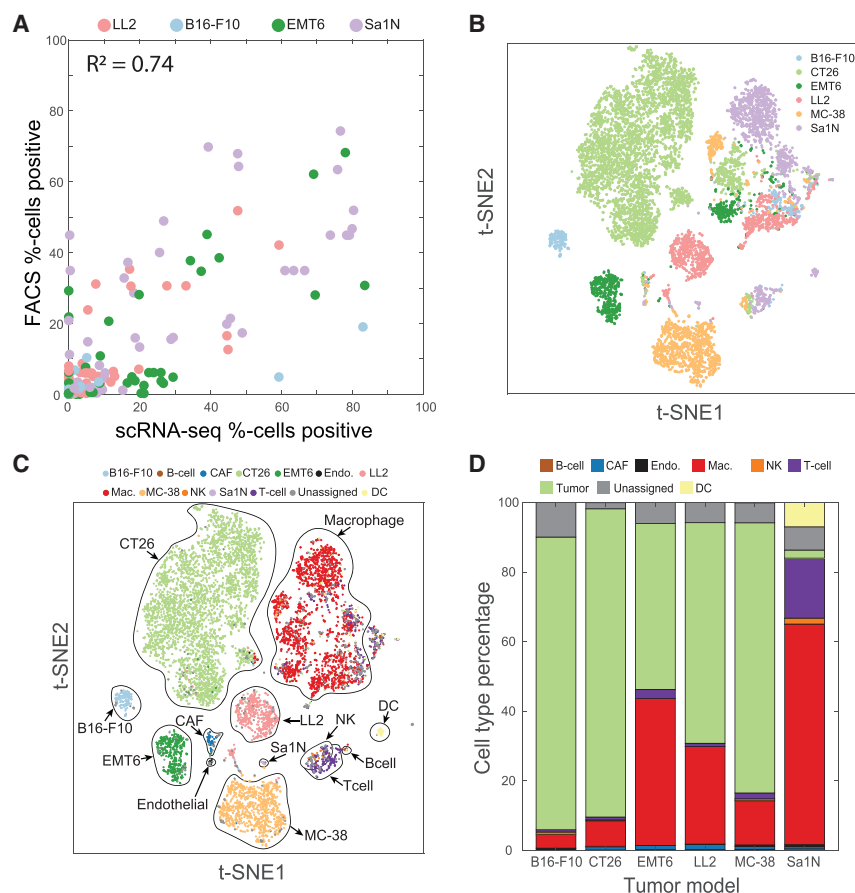 A
LL2 B16-F10 EMT6 Sa1N
R² = 0.74
100
80
60
40
20
0
0 20 40 60 80 100
FACS %-cells positive
scRNA-seq %-cells positive
B
B16-F10
CT26
EMT6
LL2
MC-38
Sa1N
t-SNE2
t-SNE1
C
B16-F10 B-cell CAF CT26 EMT6 Endo. LL2
Mac. MC-38 NK Sa1N T-cell Unassigned DC
Macrophage
CT26
B16-F10
CAF
LL2
NK
DC
EMT6
Sa1N
Bcell
Endothelial
Tcell
MC-38
t-SNE2
t-SNE1
D
B-cell CAF Endo. Mac. NK T-cell
Tumor Unassigned DC
100
80
60
40
20
0
Cell type percentage
B16-F10 CT26 EMT6 LL2 MC-38 Sa1N
Tumor model